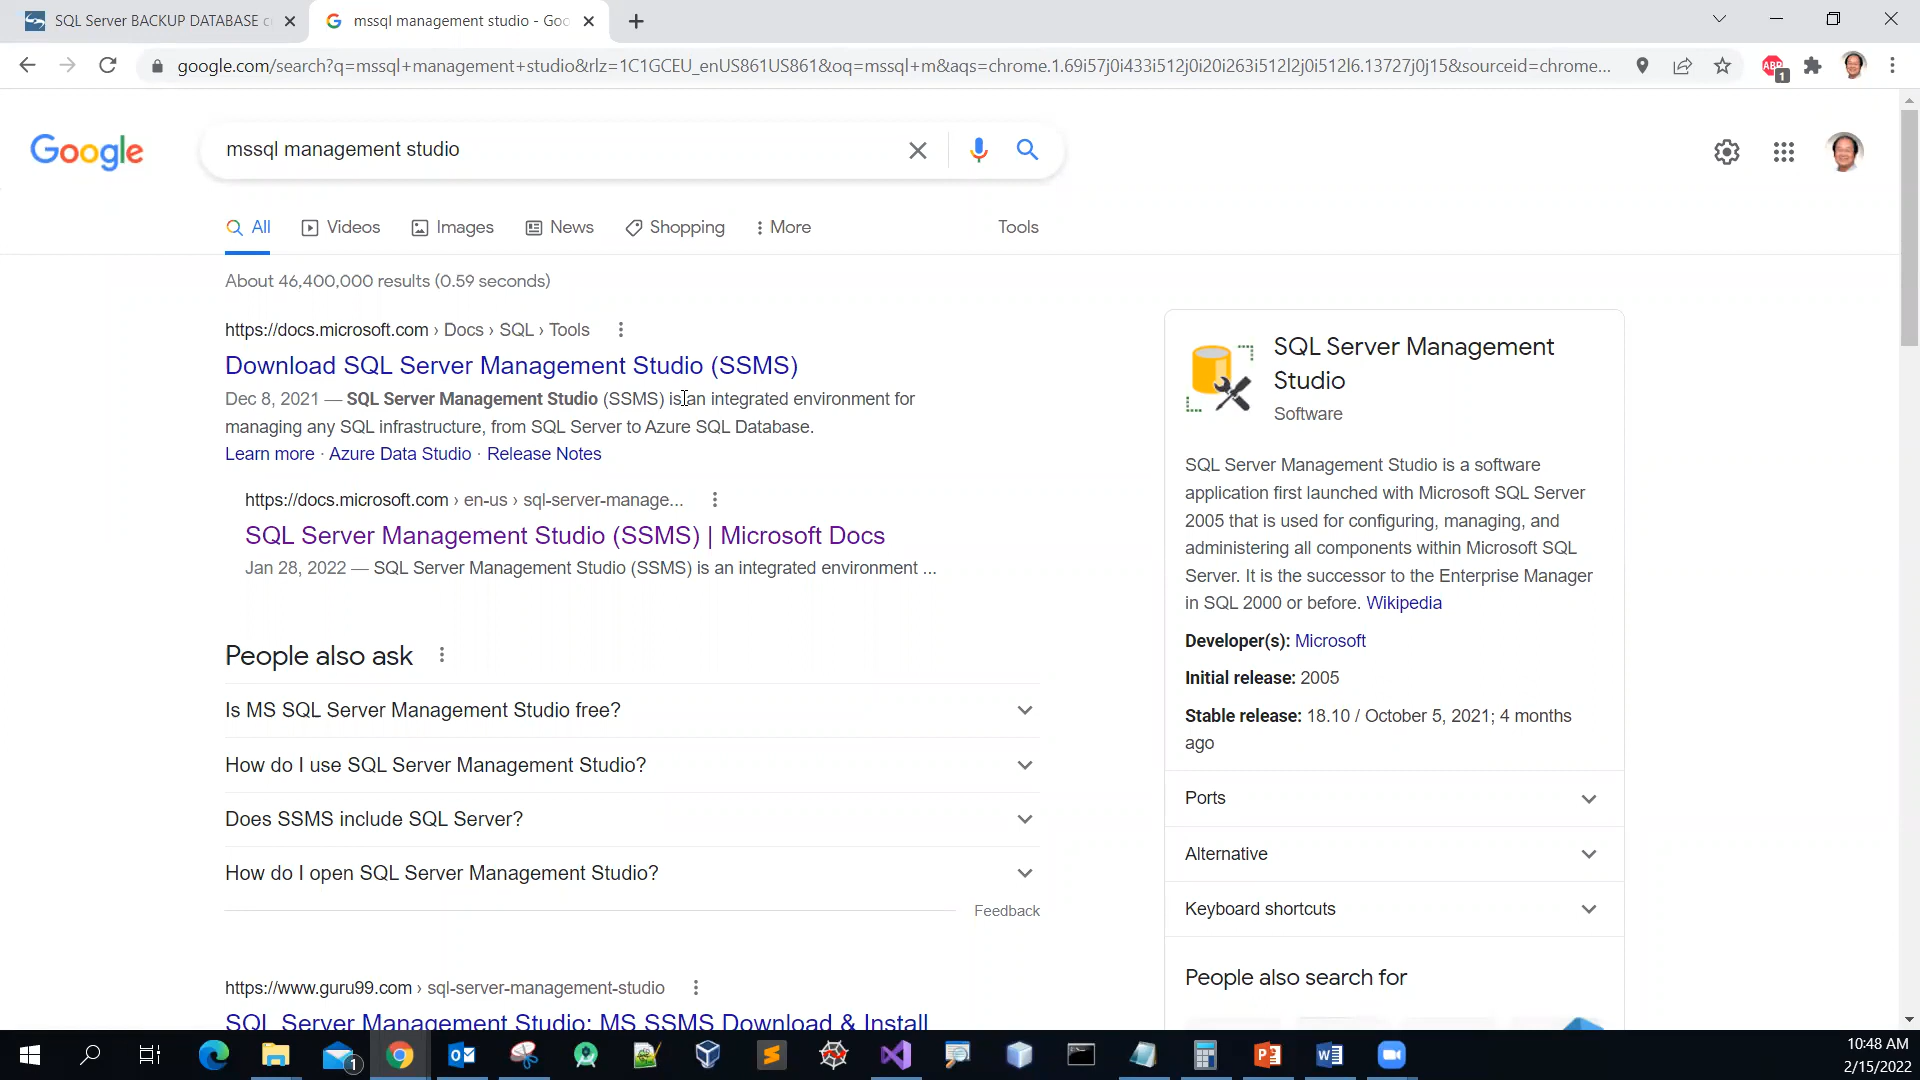 SQL Server BACKUP DATABASE c
mssql management studio - Goo
google.com/search?q=mssql+management+studio&rlz=1C1GCEU_enUS861US861&oq=mssql+m&aqs=chrome.1.69i57j0i433i512j0i20i263i512l2j0i512l6.13727j0j15&sourceid=chrome...
ABP
1
Google
mssql management studio
All
Videos
Images
News
Shopping
More
Tools
About 46,400,000 results (0.59 seconds)
https://docs.microsoft.com › Docs › SQL › Tools
Download SQL Server Management Studio (SSMS)
Dec 8, 2021 — SQL Server Management Studio (SSMS) is an integrated environment for
managing any SQL infrastructure, from SQL Server to Azure SQL Database.
Learn more · Azure Data Studio · Release Notes
https://docs.microsoft.com › en-us › sql-server-manage...
SQL Server Management Studio (SSMS) | Microsoft Docs
Jan 28, 2022 — SQL Server Management Studio (SSMS) is an integrated environment ...
People also ask
Is MS SQL Server Management Studio free?
How do I use SQL Server Management Studio?
Does SSMS include SQL Server?
How do I open SQL Server Management Studio?
Feedback
https://www.guru99.com › sql-server-management-studio
SQL Server Management Studio: MS SSMS Download & Install
SQL Server Management
Studio
Software
SQL Server Management Studio is a software
application first launched with Microsoft SQL Server
2005 that is used for configuring, managing, and
administering all components within Microsoft SQL
Server. It is the successor to the Enterprise Manager
in SQL 2000 or before. Wikipedia
Developer(s): Microsoft
Initial release: 2005
Stable release: 18.10 / October 5, 2021; 4 months
ago
Ports
Alternative
Keyboard shortcuts
People also search for
1
10:48 AM
2/15/2022